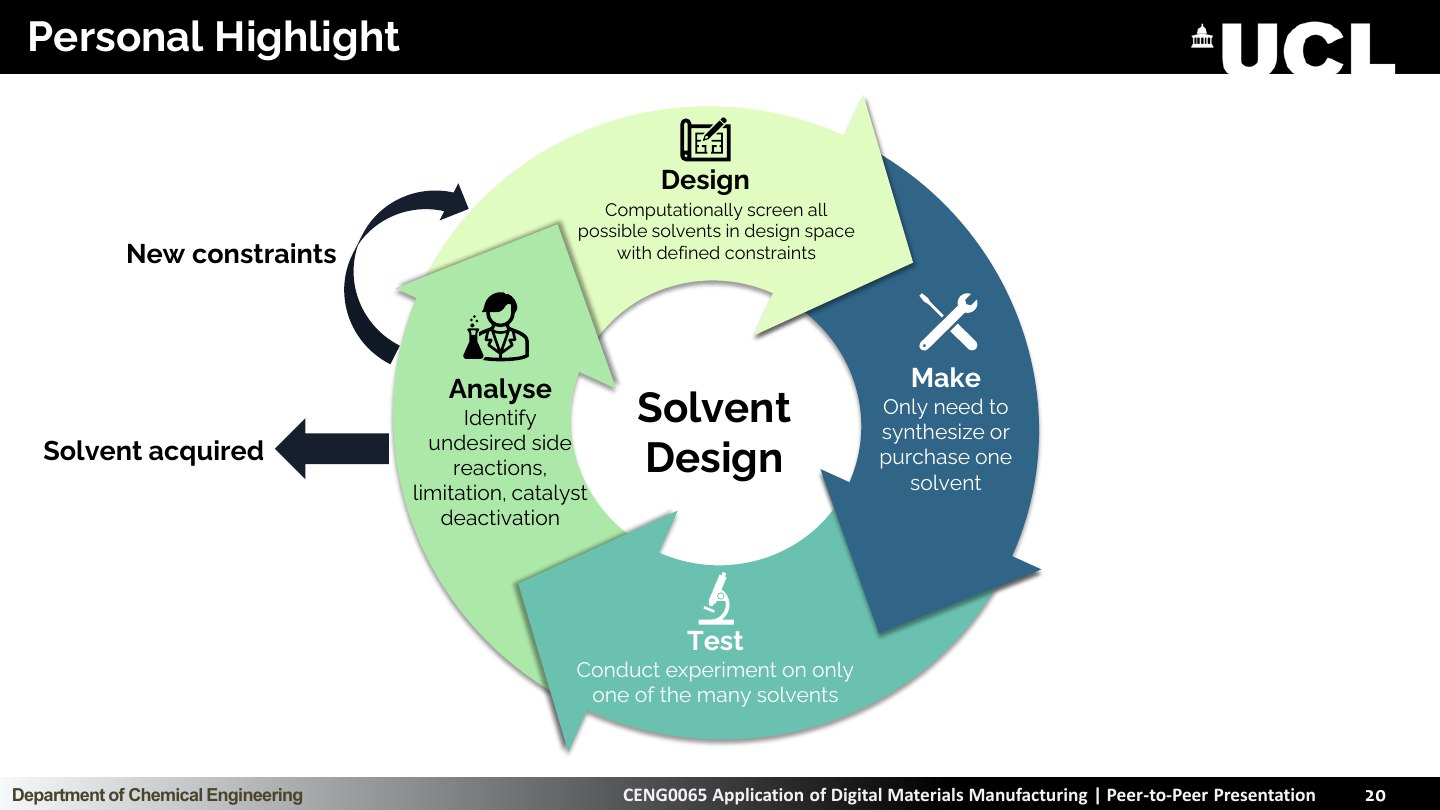 Personal Highlight
UCL
Design
Computationally screen all
possible solvents in design space
with defined constraints
New constraints
Make
Only need to
synthesize or
purchase one
solvent
Analyse
Identify
undesired side
reactions,
limitation, catalyst
deactivation
Solvent
Design
Solvent acquired
Test
Conduct experiment on only
one of the many solvents
Department of Chemical Engineering
CENG0065 Application of Digital Materials Manufacturing | Peer-to-Peer Presentation
20